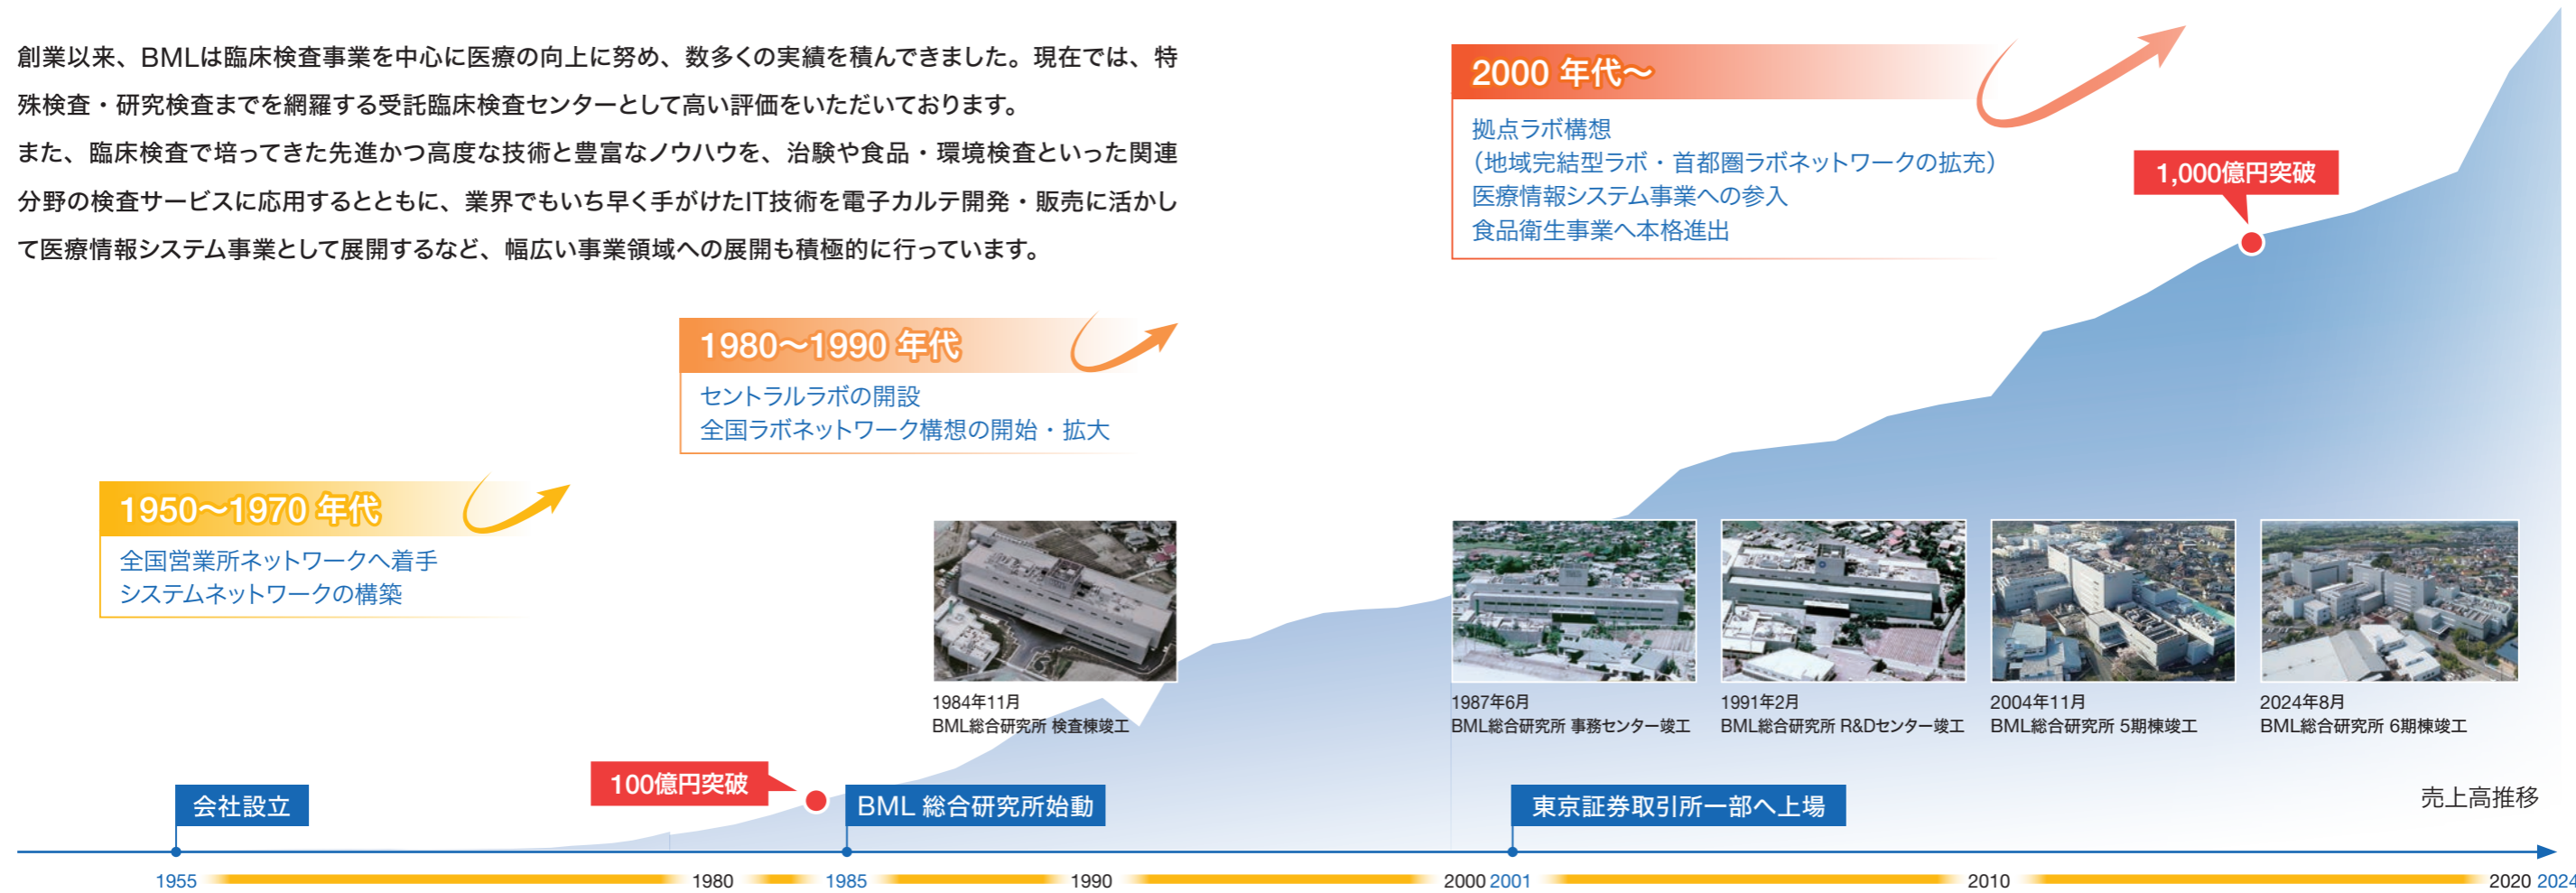 創業以来、BMLは臨床検査事業を中心に医療の向上に努め、数多くの実績を積んできました。現在では、特
殊検査・研究検査までを網羅する受託臨床検査センターとして高い評価をいただいております。
また、臨床検査で培ってきた先進かつ高度な技術と豊富なノウハウを、治験や食品・環境検査といった関連
分野の検査サービスに応用するとともに、業界でもいち早く手がけたIT技術を電子カルテ開発・販売に活かし
て医療情報システム事業として展開するなど、幅広い事業領域への展開も積極的に行っています。
2000 年代～
拠点ラボ構想
（地域完結型ラボ・首都圏ラボネットワークの拡充）
医療情報システム事業への参入
食品衛生事業へ本格進出
1,000億円突破
1980～1990 年代
セントラルラボの開設
全国ラボネットワーク構想の開始・拡大
1950～1970 年代
全国営業所ネットワークへ着手
システムネットワークの構築
1984年11月
BML総合研究所 検査棟竣工
1987年6月
BML総合研究所 事務センター竣工
1991年2月
BML総合研究所 R&Dセンター竣工
2004年11月
BML総合研究所 5期棟竣工
2024年8月
BML総合研究所 6期棟竣工
100億円突破
会社設立
BML 総合研究所始動
東京証券取引所一部へ上場
売上高推移
1955 1980 1985 1990 2000 2001 2010 2020 2024